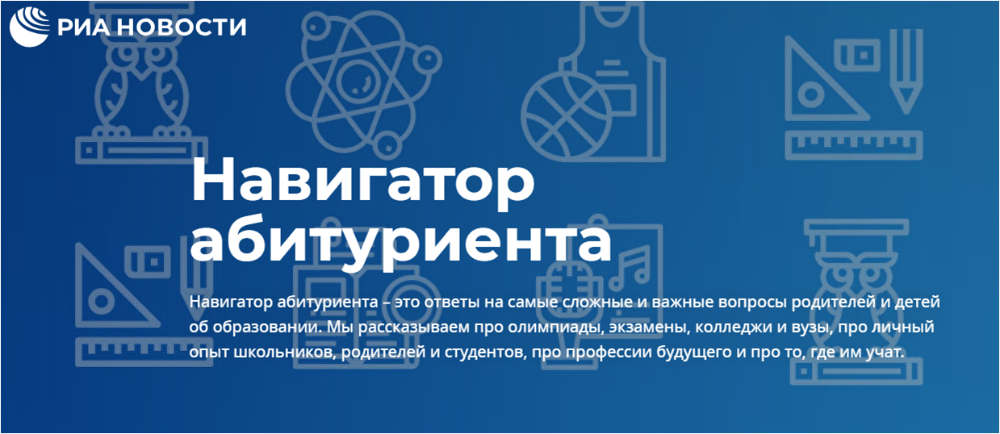 РИА НОВОСТИ
Навигатор
абитуриента
Навигатор абитуриента – это ответы на самые сложные и важные вопросы родителей и детей
об образовании. Мы рассказываем про олимпиады, экзамены, колледжи и вузы, про личный
опыт школьников, родителей и студентов, про профессии будущего и про то, где им учат.